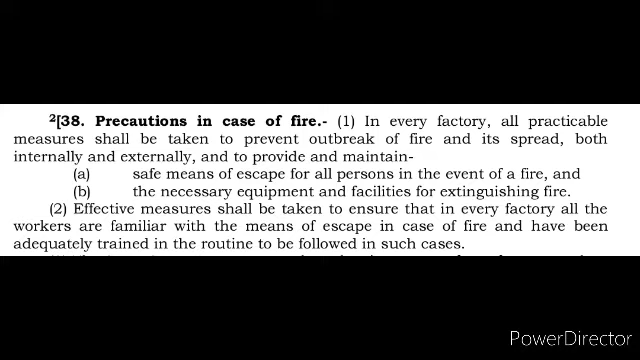 ²[38. Precautions in case of fire.- (1) In every factory, all practicable
measures shall be taken to prevent outbreak of fire and its spread, both
internally and externally, and to provide and maintain-
(a) safe means of escape for all persons in the event of a fire, and
(b) the necessary equipment and facilities for extinguishing fire.
(2) Effective measures shall be taken to ensure that in every factory all the
workers are familiar with the means of escape in case of fire and have been
adequately trained in the routine to be followed in such cases.
PowerDirector